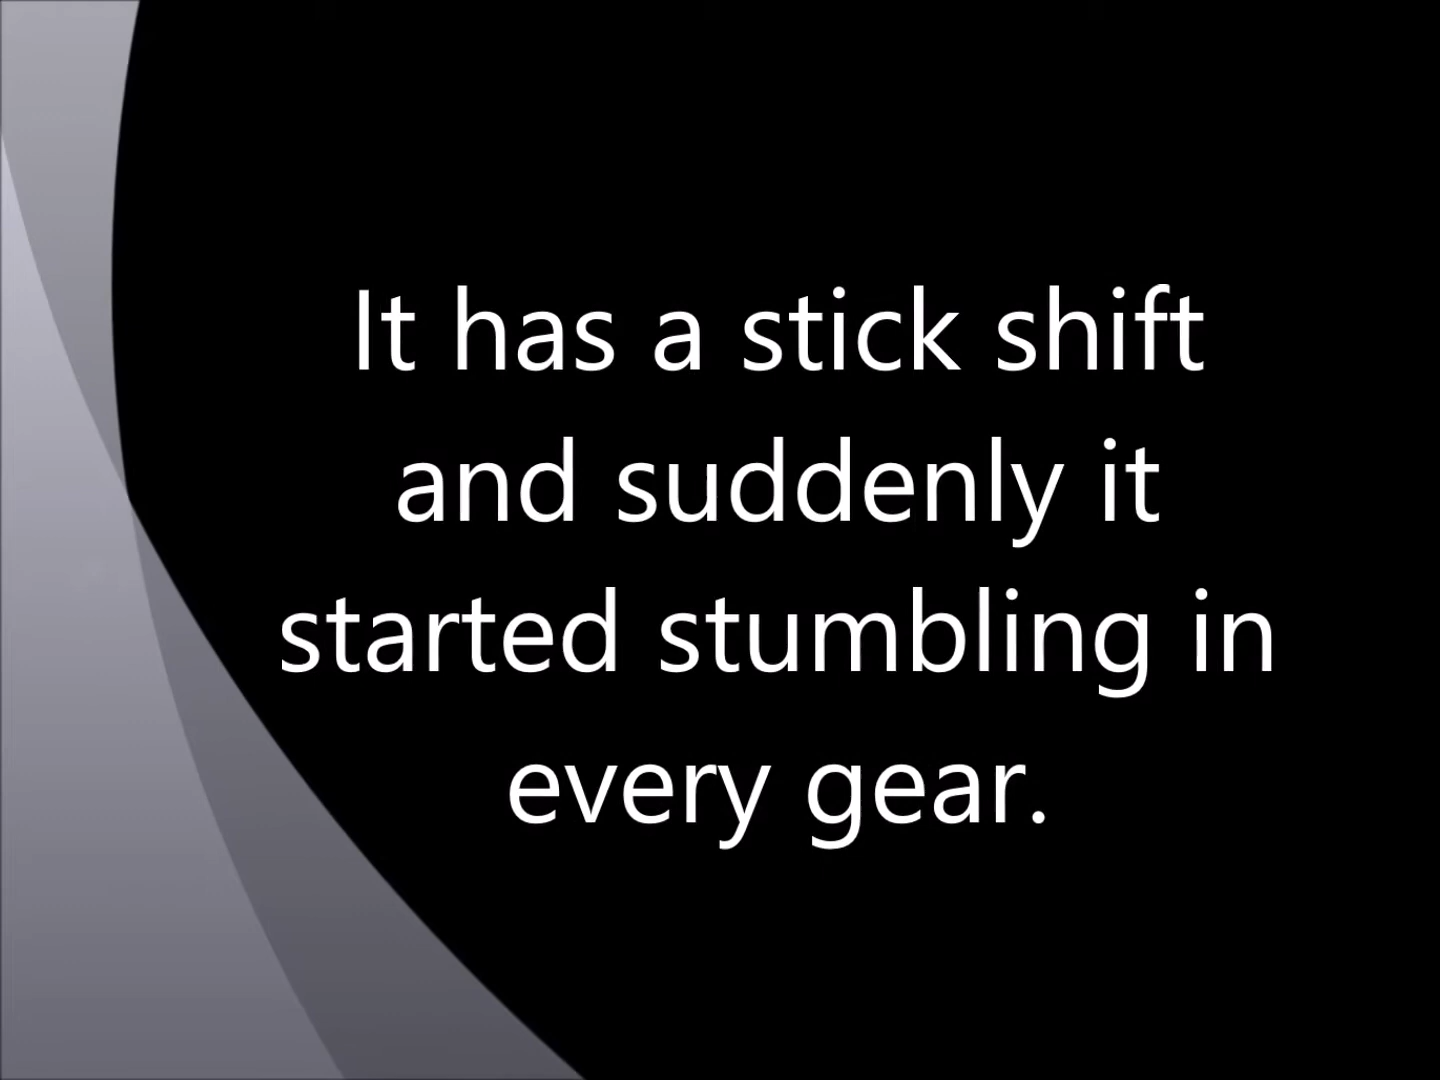 It has a stick shift
and suddenly it
started stumbling in
every gear.